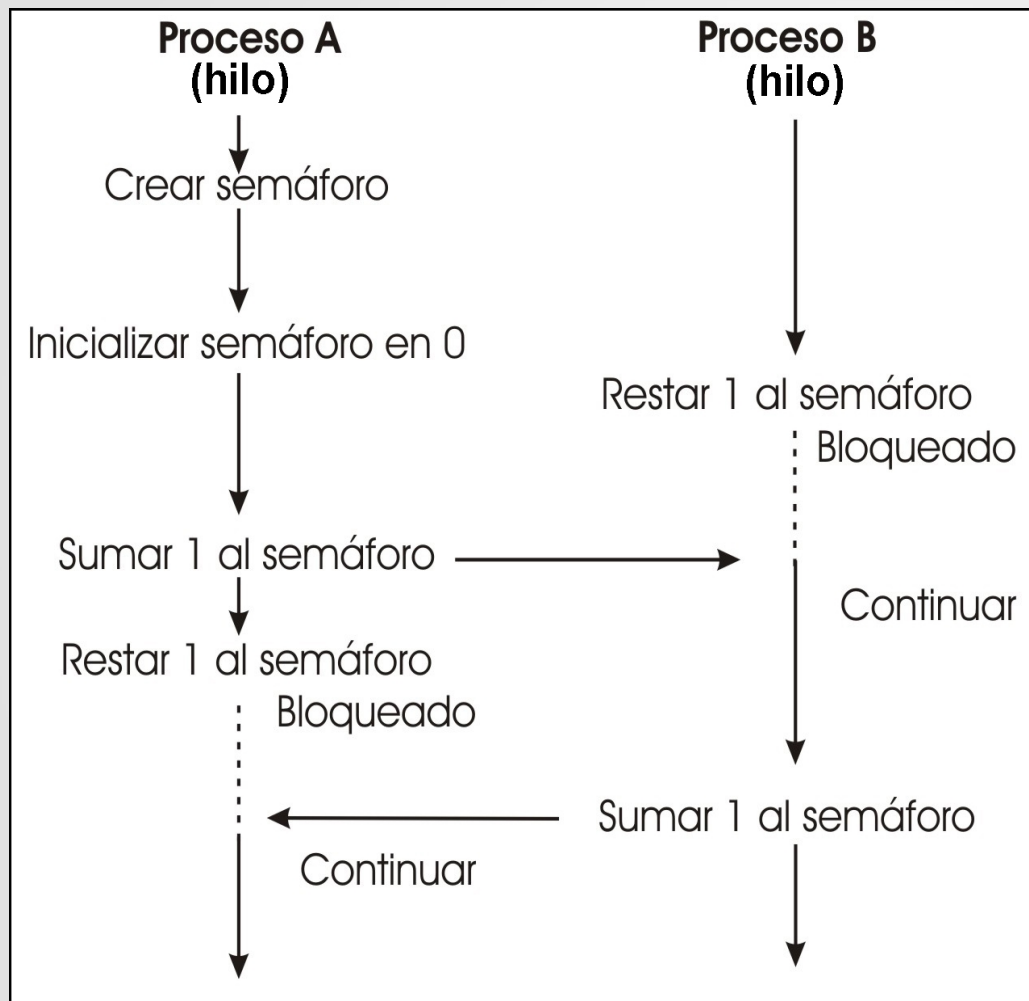 Proceso A
(hilo)
Proceso B
(hilo)
Crear semáforo
Inicializar semáforo en 0
Restar 1 al semáforo
Bloqueado
Sumar 1 al semáforo
Continuar
Restar 1 al semáforo
Bloqueado
Sumar 1 al semáforo
Continuar